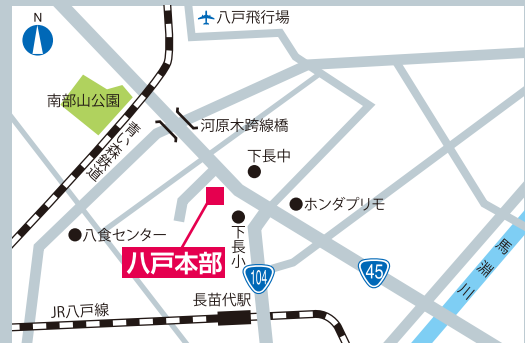 N
八戸飛行場
南部山公園
河原木跨線橋
青い森鉄道
下長中
ホンダプリモ
八食センター
下長小
八戸本部
馬淵川
104
45
長苗代駅
JR八戸線